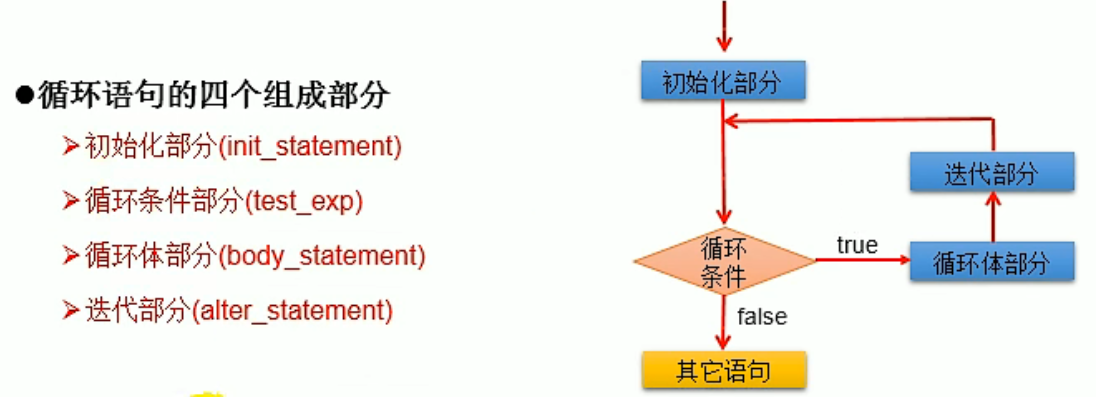 ●循环语句的四个组成部分
➢初始化部分(init_statement)
➢循环条件部分(test_exp)
➢循环体部分(body_statement)
➢迭代部分(alter_statement)
初始化部分
迭代部分
循环
条件
true
循环体部分
false
其它语句